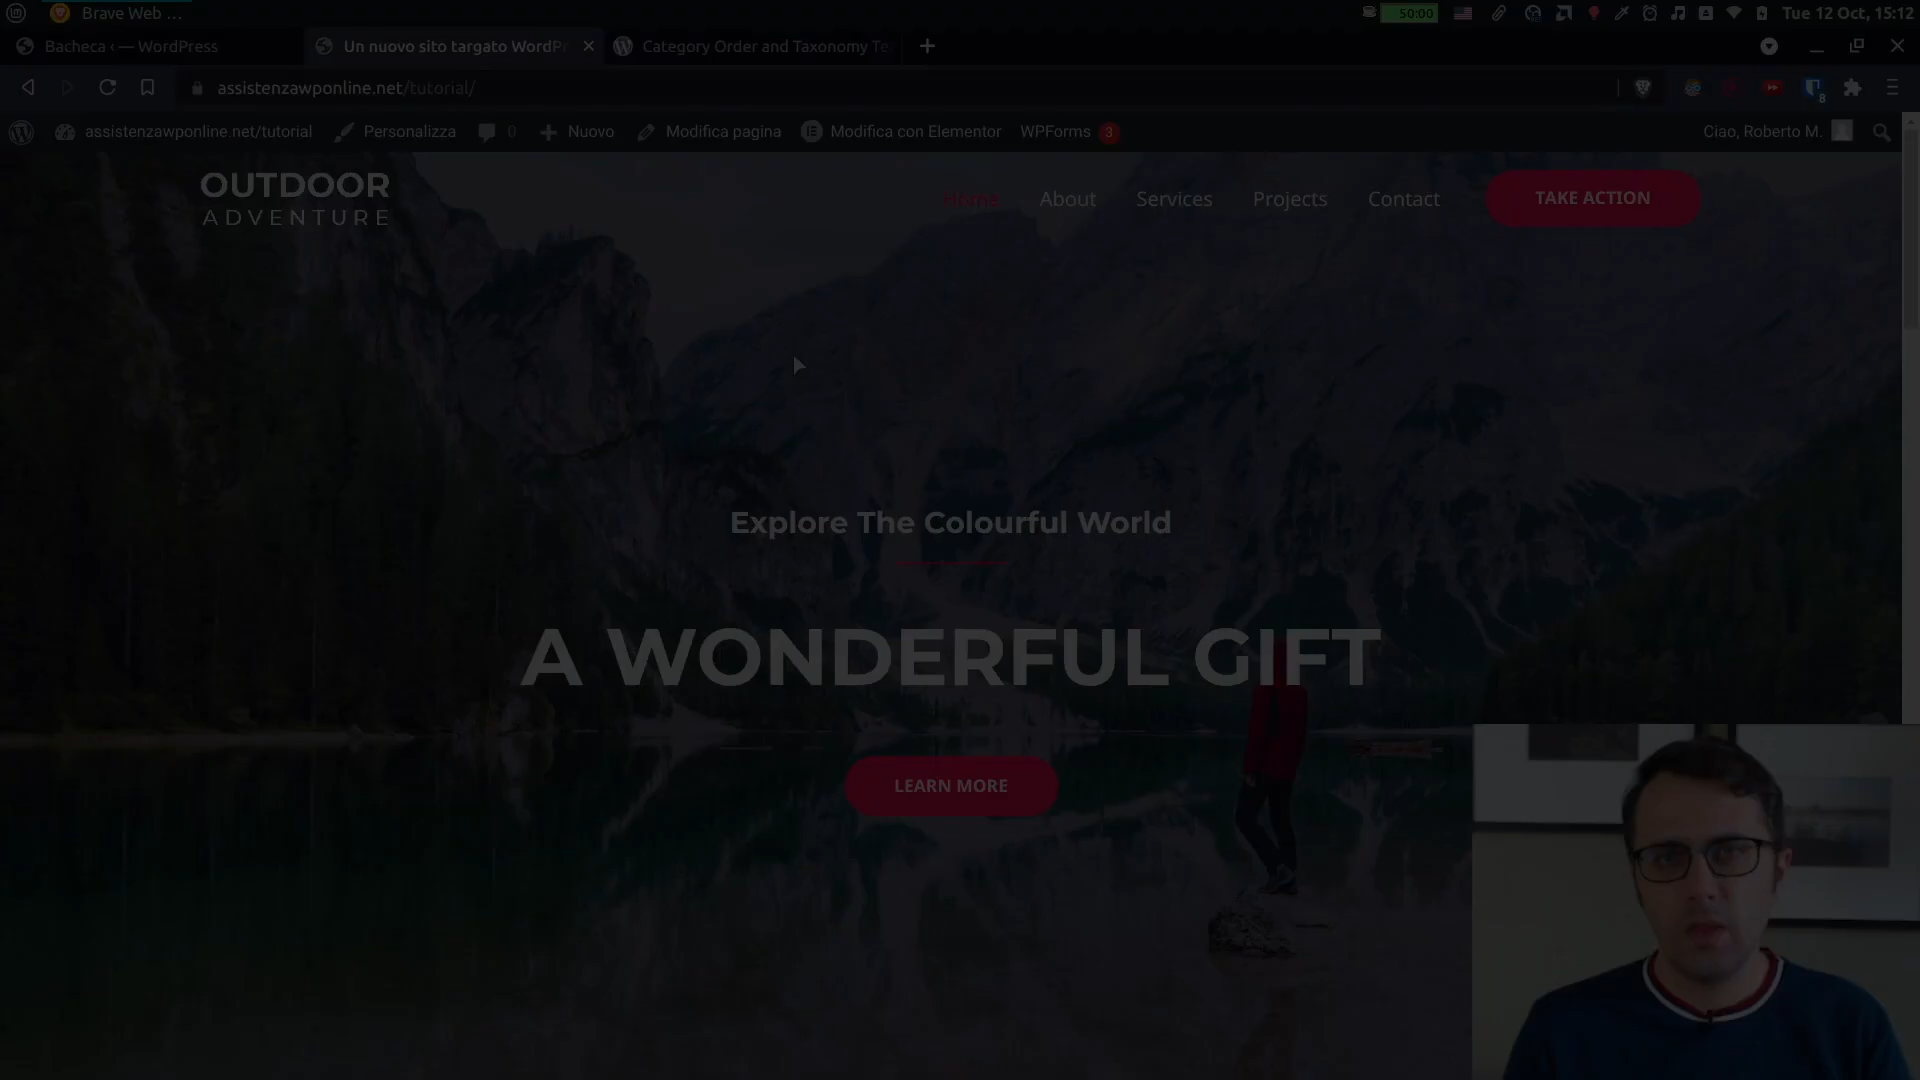 Brave Web ...
50:00
Tue 12 Oct, 15:12
Bacheca ‹ — WordPress
Un nuovo sito targato WordPr
Category Order and Taxonomy Te
assistenzawponline.net/tutorial/
8
assistenzawponline.net/tutorial
Personalizza
0
Nuovo
Modifica pagina
Modifica con Elementor
WPForms 3
Ciao, Roberto M.
OUTDOOR
ADVENTURE
Home
About
Services
Projects
Contact
TAKE ACTION
Explore The Colourful World
A WONDERFUL GIFT
LEARN MORE